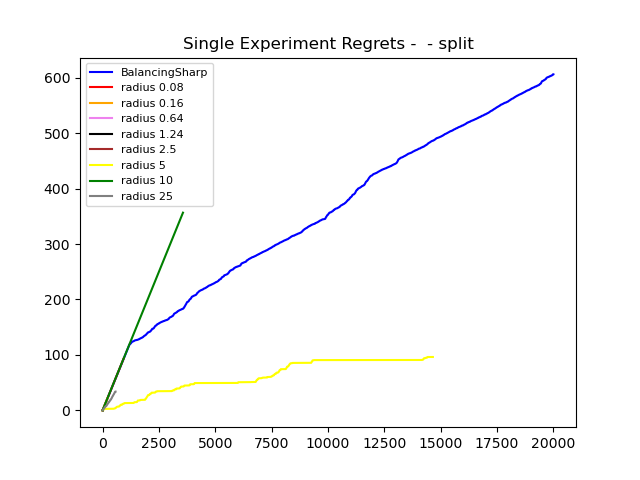 Single Experiment Regrets -  - split
BalancingSharp
radius 0.08
radius 0.16
radius 0.64
radius 1.24
radius 2.5
radius 5
radius 10
radius 25
600
500
400
300
200
100
0
0 2500 5000 7500 10000 12500 15000 17500 20000